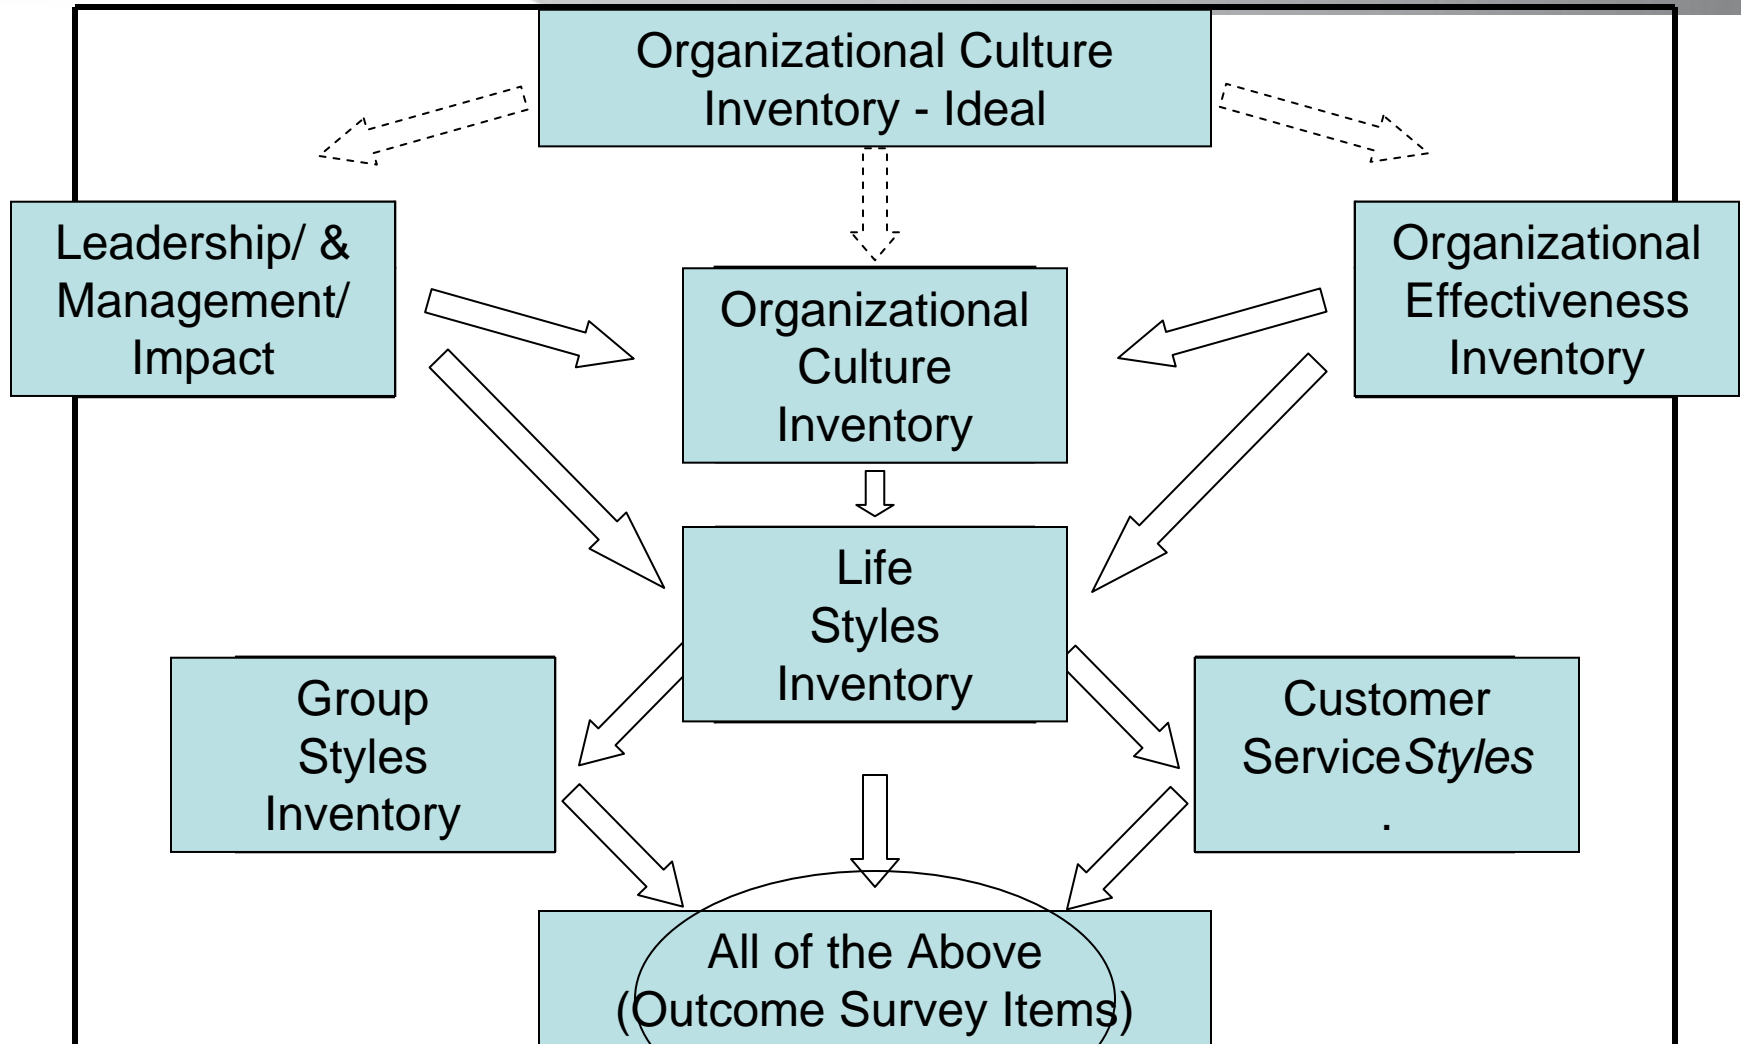 Organizational Culture
Inventory - Ideal
Leadership/ &
Management/
Impact
Organizational
Culture
Inventory
Organizational
Effectiveness
Inventory
Life
Styles
Inventory
Group
Styles
Inventory
Customer
ServiceStyles
.
All of the Above
(Outcome Survey Items)